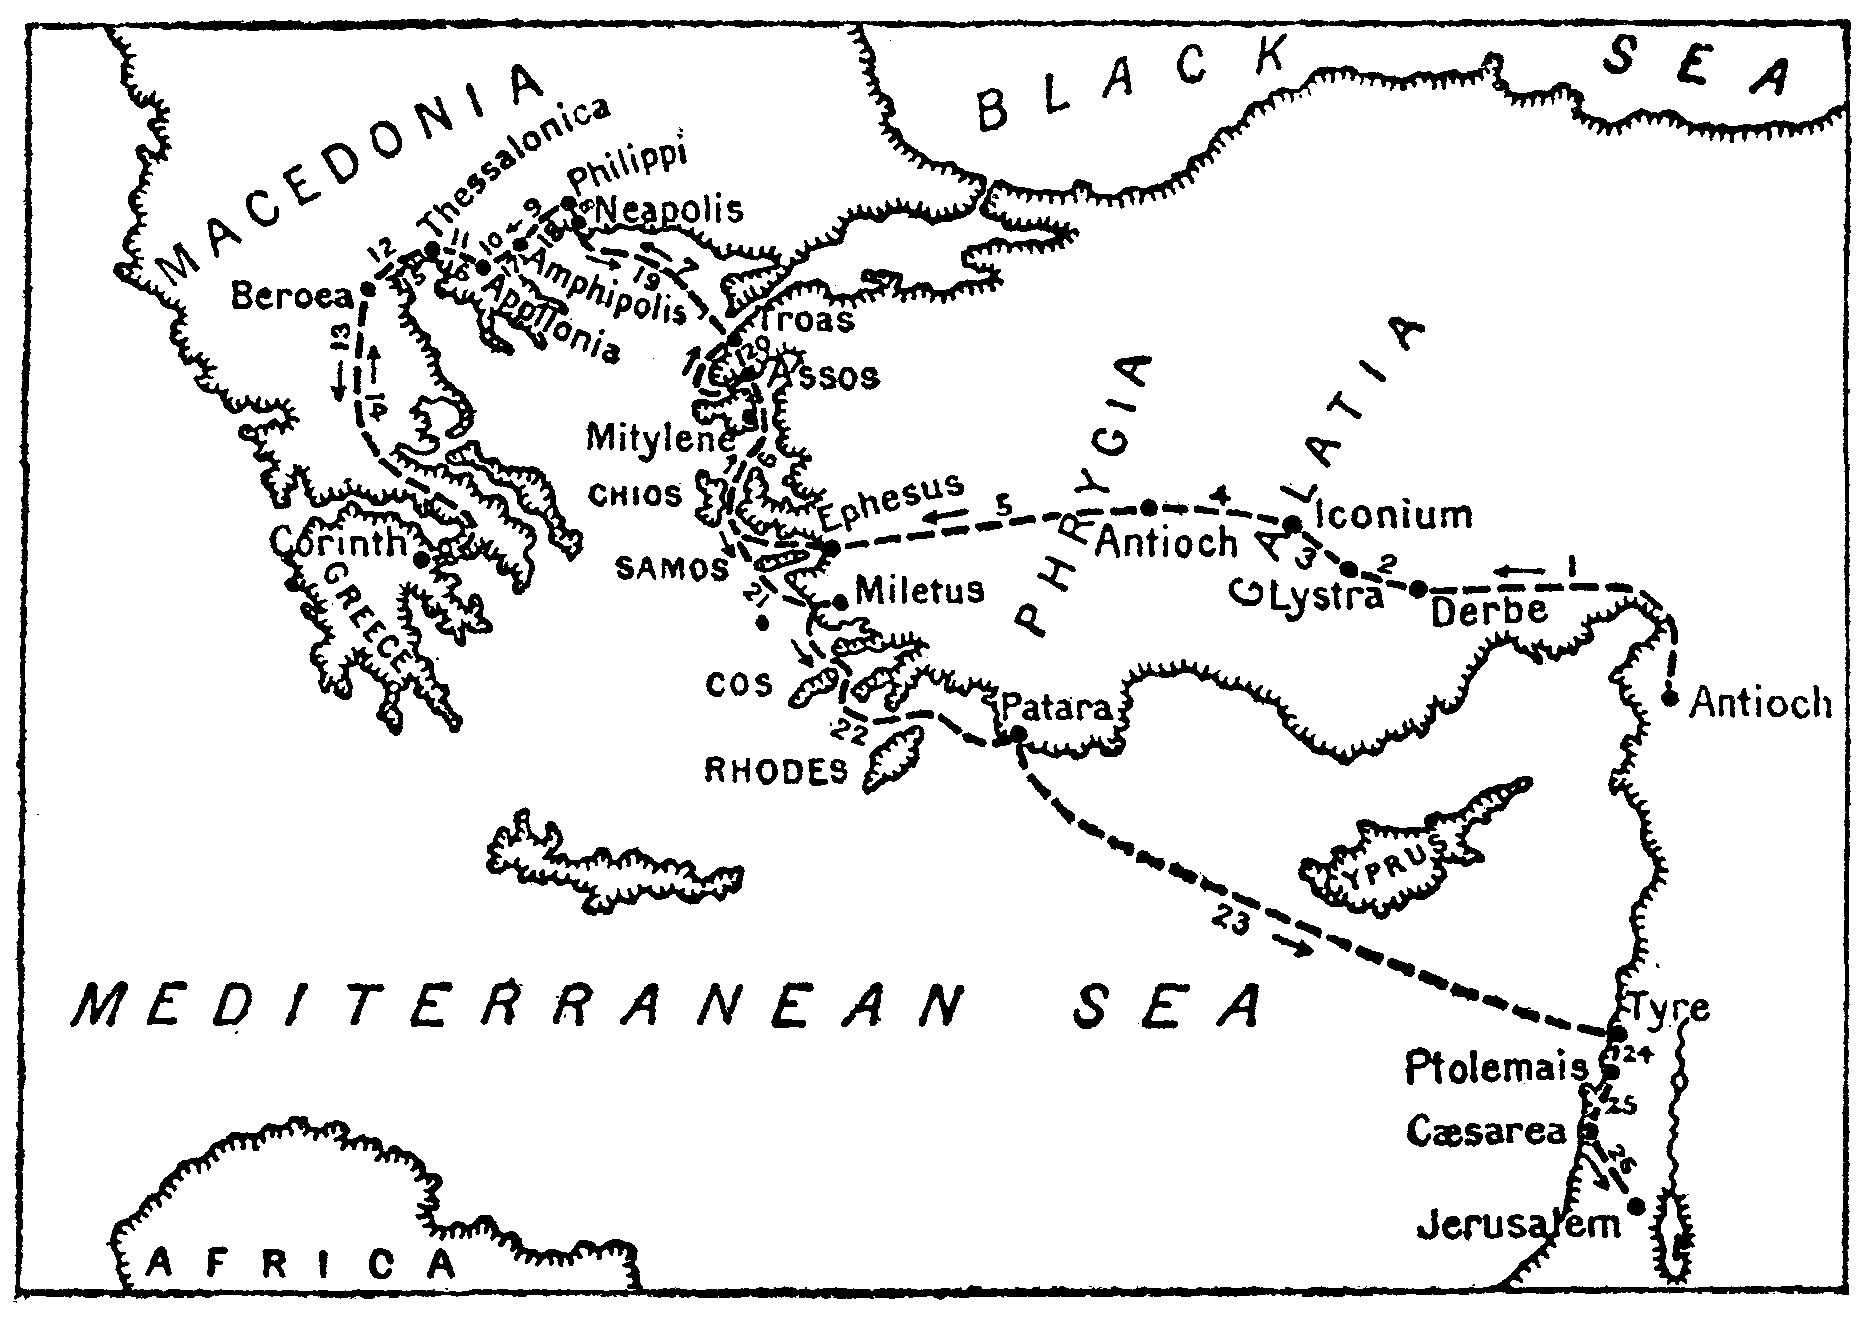 BLACK SEA
MACEDONIA
Thessalonica
Philippi
Neapolis
8
9
18
10
11
12
Amphipolis
7
19
16
15
Beroea
Appllonia
Troas
13
20
Assos
14
PHRYGIA
GALATIA
Mitylene
6
CHIOS
Ephesus
5
4
Iconium
Antioch
3
Corinth
GREECE
SAMOS
21
Miletus
2
1
Lystra
Derbe
COS
Patara
Antioch
22
RHODES
YPRUS
23
MEDITERRANEAN SEA
Tyre
24
Ptolemais
25
Cæsarea
26
Jerusalem
AFRICA